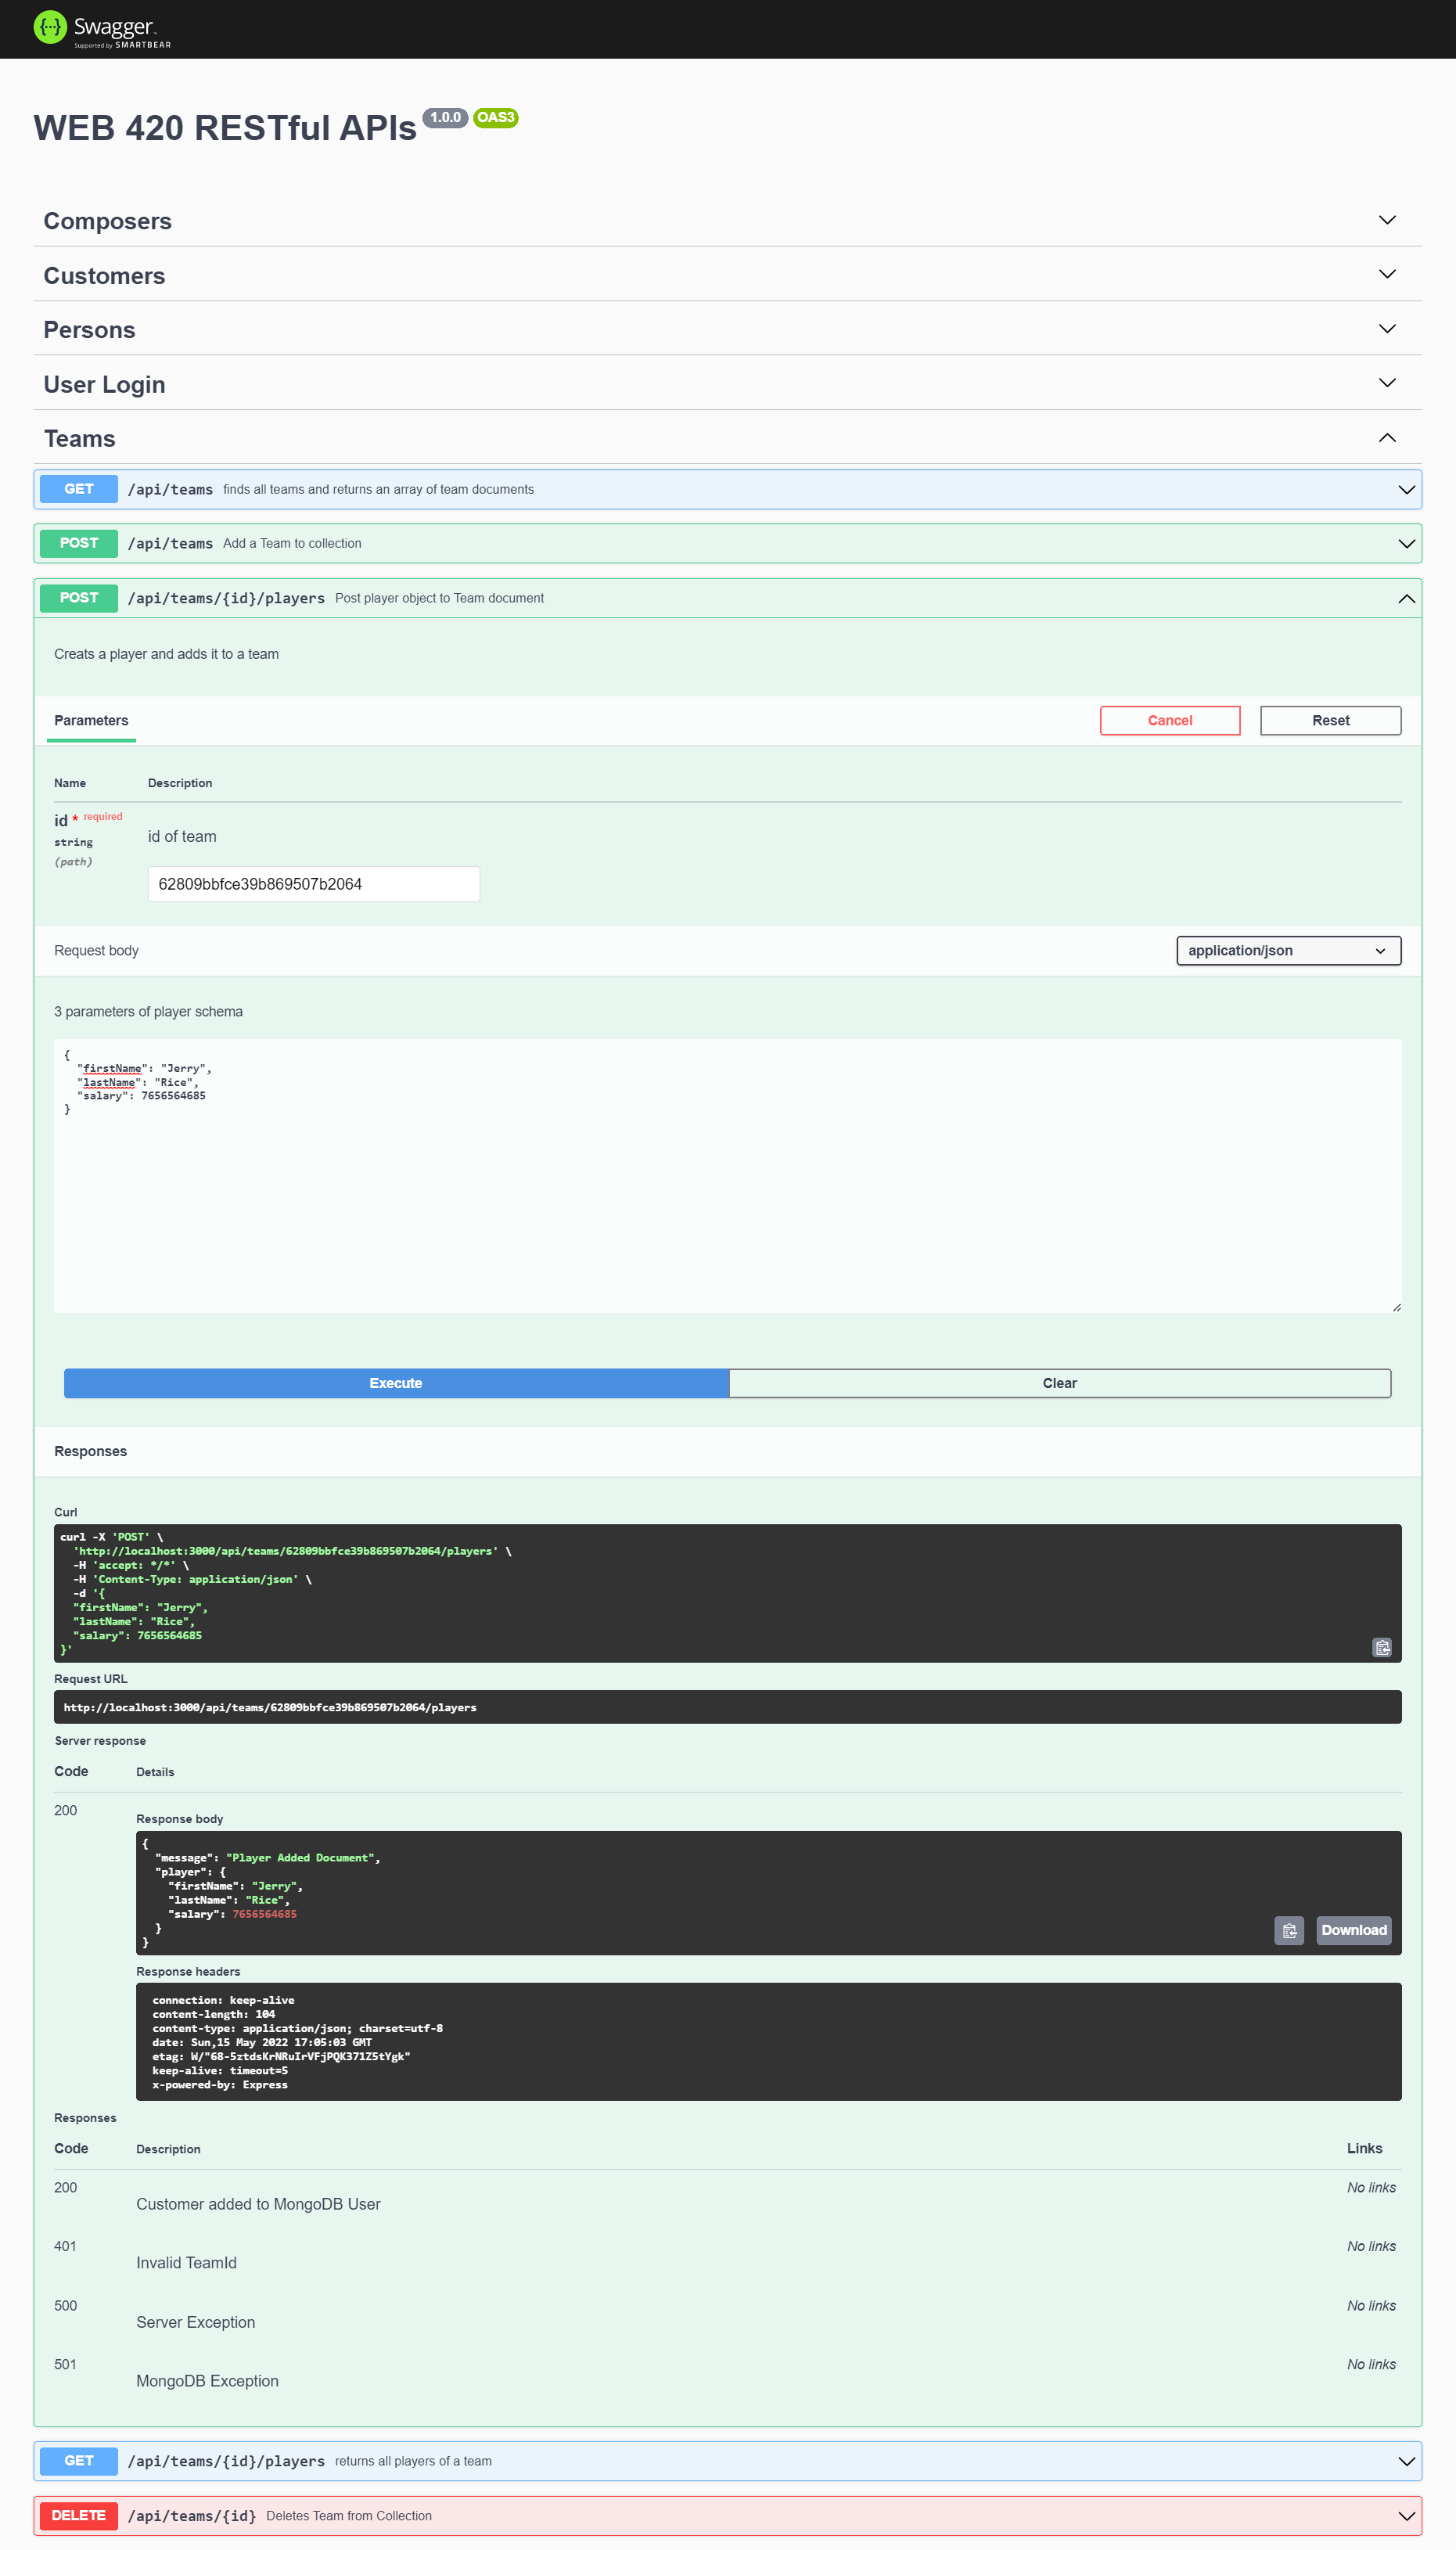 Swagger
Supported by SMARTBEAR
WEB 420 RESTful APIs 1.0.0 OAS3
Composers
Customers
Persons
User Login
Teams
GET /api/teams finds all teams and returns an array of team documents
POST /api/teams Add a Team to collection
POST /api/teams/{id}/players Post player object to Team document
Creats a player and adds it to a team
Parameters Cancel Reset
Name Description
id * required
string
(path)
id of team
62809bbfce39b869507b2064
Request body application/json
3 parameters of player schema
{
"firstName": "Jerry",
"lastName": "Rice",
"salary": 7656564685
}
Execute Clear
Responses
Curl
curl -X 'POST' \
'http://localhost:3000/api/teams/62809bbfce39b869507b2064/players' \
-H 'accept: */*' \
-H 'Content-Type: application/json' \
-d '{
"firstName": "Jerry",
"lastName": "Rice",
"salary": 7656564685
}'
Request URL
http://localhost:3000/api/teams/62809bbfce39b869507b2064/players
Server response
Code Details
200
Response body
{
"message": "Player Added Document",
"player": {
"firstName": "Jerry",
"lastName": "Rice",
"salary": 7656564685
}
}
Download
Response headers
connection: keep-alive
content-length: 104
content-type: application/json; charset=utf-8
date: Sun,15 May 2022 17:05:03 GMT
etag: W/"68-5ztdsKrNRuIrVFjPQK371Z5tYgk"
keep-alive: timeout=5
x-powered-by: Express
Responses
Code Description Links
200 No links
Customer added to MongoDB User
401 No links
Invalid TeamId
500 No links
Server Exception
501 No links
MongoDB Exception
GET /api/teams/{id}/players returns all players of a team
DELETE /api/teams/{id} Deletes Team from Collection